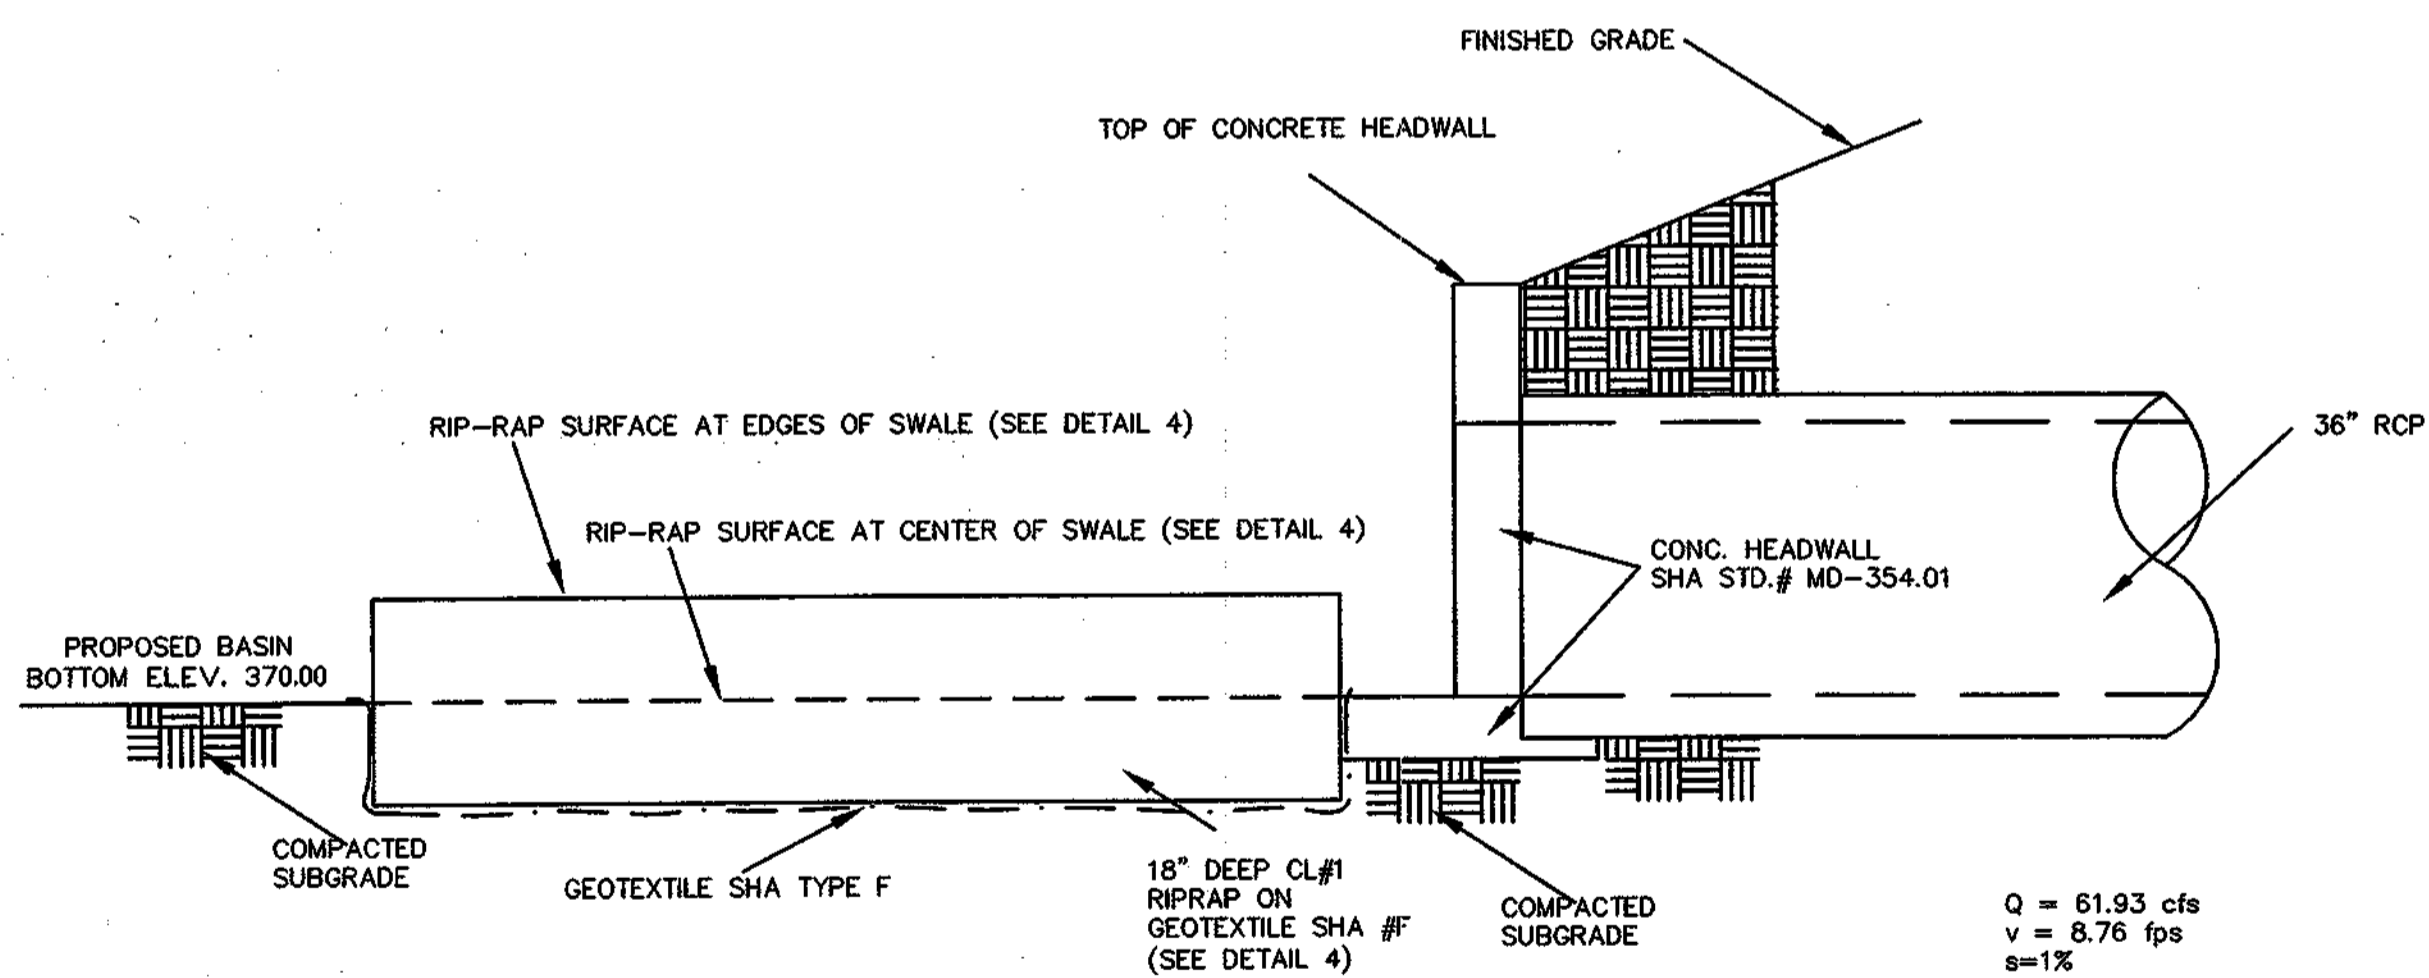 FINISHED GRADE
TOP OF CONCRETE HEADWALL
RIP-RAP SURFACE AT EDGES OF SWALE (SEE DETAIL 4)
36" RCP
RIP-RAP SURFACE AT CENTER OF SWALE (SEE DETAIL 4)
CONC. HEADWALL
SHA STD.# MD-354.01
PROPOSED BASIN
BOTTOM ELEV. 370.00
COMPACTED
SUBGRADE
GEOTEXTILE SHA TYPE F
18" DEEP CL#1
RIPRAP ON
GEOTEXTILE SHA #F
(SEE DETAIL 4)
COMPACTED
SUBGRADE
Q = 61.93 cfs
v = 8.76 fps
s=1%